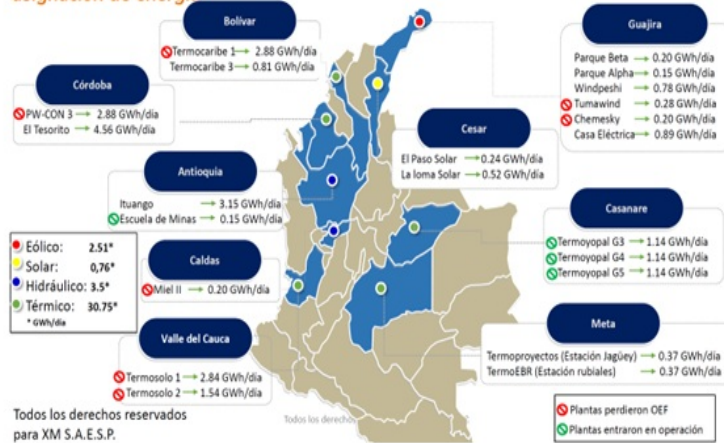 asignación de energía
Bolívar
Termocaribe 1 → 2.88 GWh/día
Termocaribe 3 → 0.81 GWh/día
Guajira
Parque Beta → 0.20 GWh/día
Parque Alpha → 0.15 GWh/día
Windpeshi → 0.78 GWh/día
Tumawind → 0.28 GWh/día
Chemesky → 0.20 GWh/día
Casa Eléctrica → 0.89 GWh/día
Córdoba
PW-CON 3 → 2.88 GWh/día
El Tesorito → 4.56 GWh/día
Cesar
El Paso Solar → 0.24 GWh/día
La loma Solar → 0.52 GWh/día
Antioquia
Ituango → 3.15 GWh/día
Escuela de Minas → 0.15 GWh/día
Casanare
Termoyopal G3 → 1.14 GWh/día
Termoyopal G4 → 1.14 GWh/día
Termoyopal G5 → 1.14 GWh/día
Eólico: 2.51*
Solar: 0,76*
Hidráulico: 3.5*
Térmico: 30.75*
* GWh/día
Caldas
Miel II → 0.20 GWh/día
Meta
Termoproyectos (Estación Jagüey) → 0.37 GWh/día
TermoEBR (Estación rubiales) → 0.37 GWh/día
Valle del Cauca
Termosolo 1 → 2.84 GWh/día
Termosolo 2 → 1.54 GWh/día
Plantas perdieron OEF
Plantas entraron en operación
Todos los derechos reservados
para XM S.A.E.S.P.
Todos los derechos